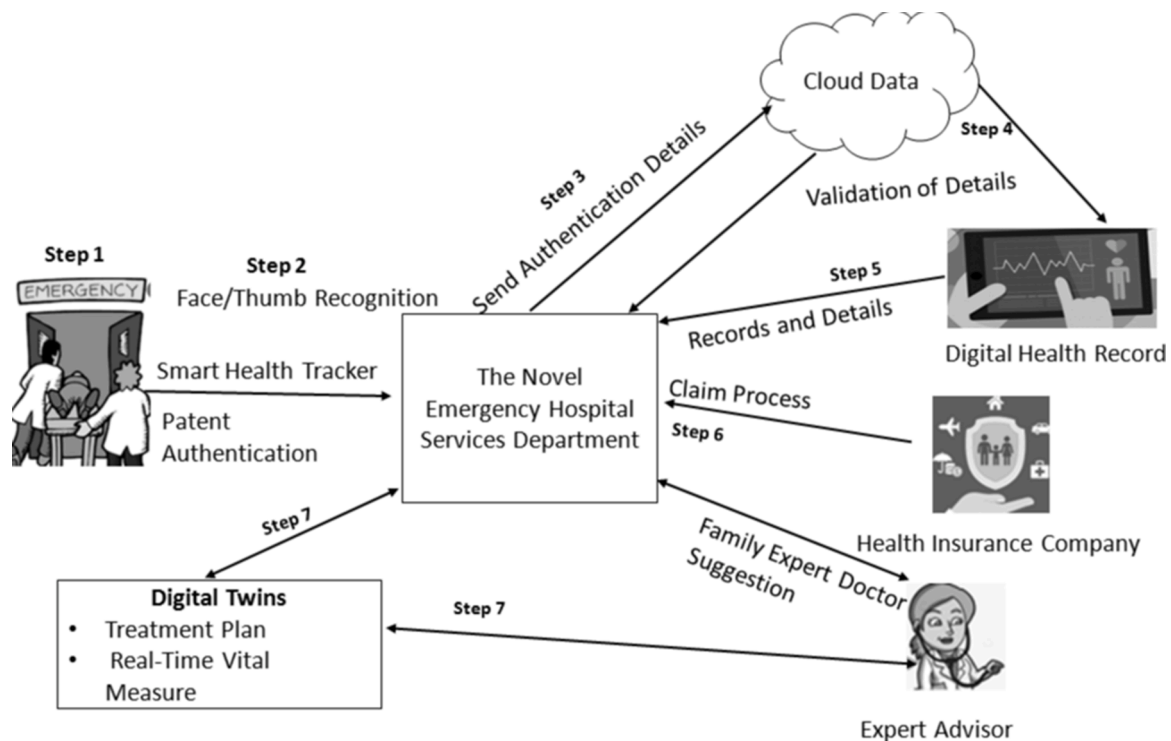 Cloud Data
Step 4
Step 3
Send Authentication Details
Validation of Details
Step 1
EMERGENCY
Step 2
Face/Thumb Recognition
Step 5
Records and Details
Digital Health Record
Smart Health Tracker
Patent
Authentication
The Novel
Emergency Hospital
Services Department
Claim Process
Step 6
Health Insurance Company
Step 7
Family Expert Doctor
Suggestion
Digital Twins
• Treatment Plan
• Real-Time Vital
Measure
Step 7
Expert Advisor